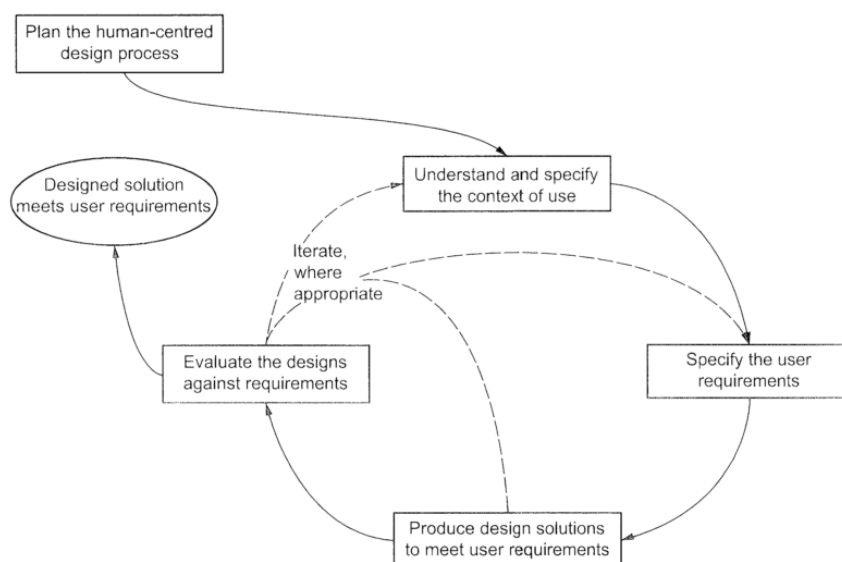 Plan the human-centred
design process
Understand and specify
the context of use
Designed solution
meets user requirements
Iterate,
where
appropriate
Evaluate the designs
against requirements
Specify the user
requirements
Produce design solutions
to meet user requirements